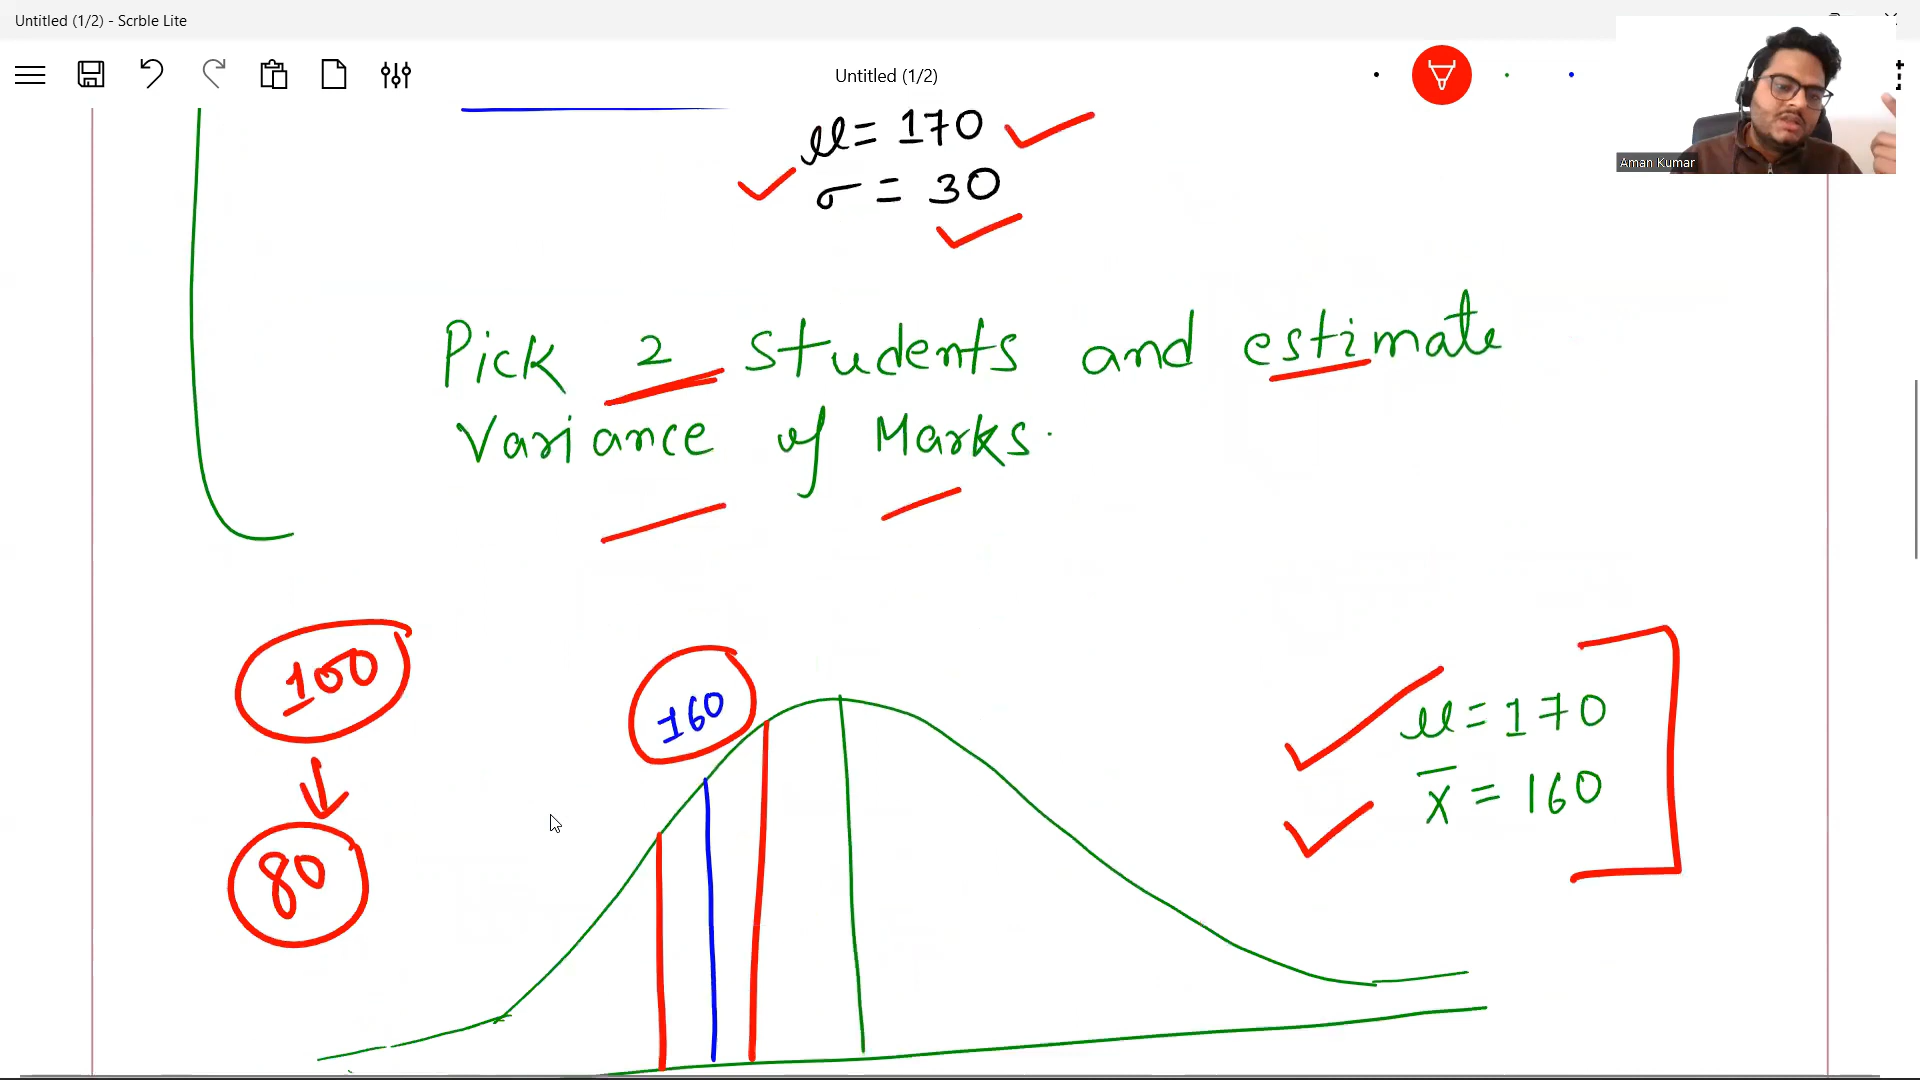 Untitled (1/2) - Scrble Lite
Untitled (1/2)
Aman Kumar
μ = 170
σ = 30
Pick 2 students and estimate
Variance of Marks.
100
160
μ = 170
x̅ = 160
80